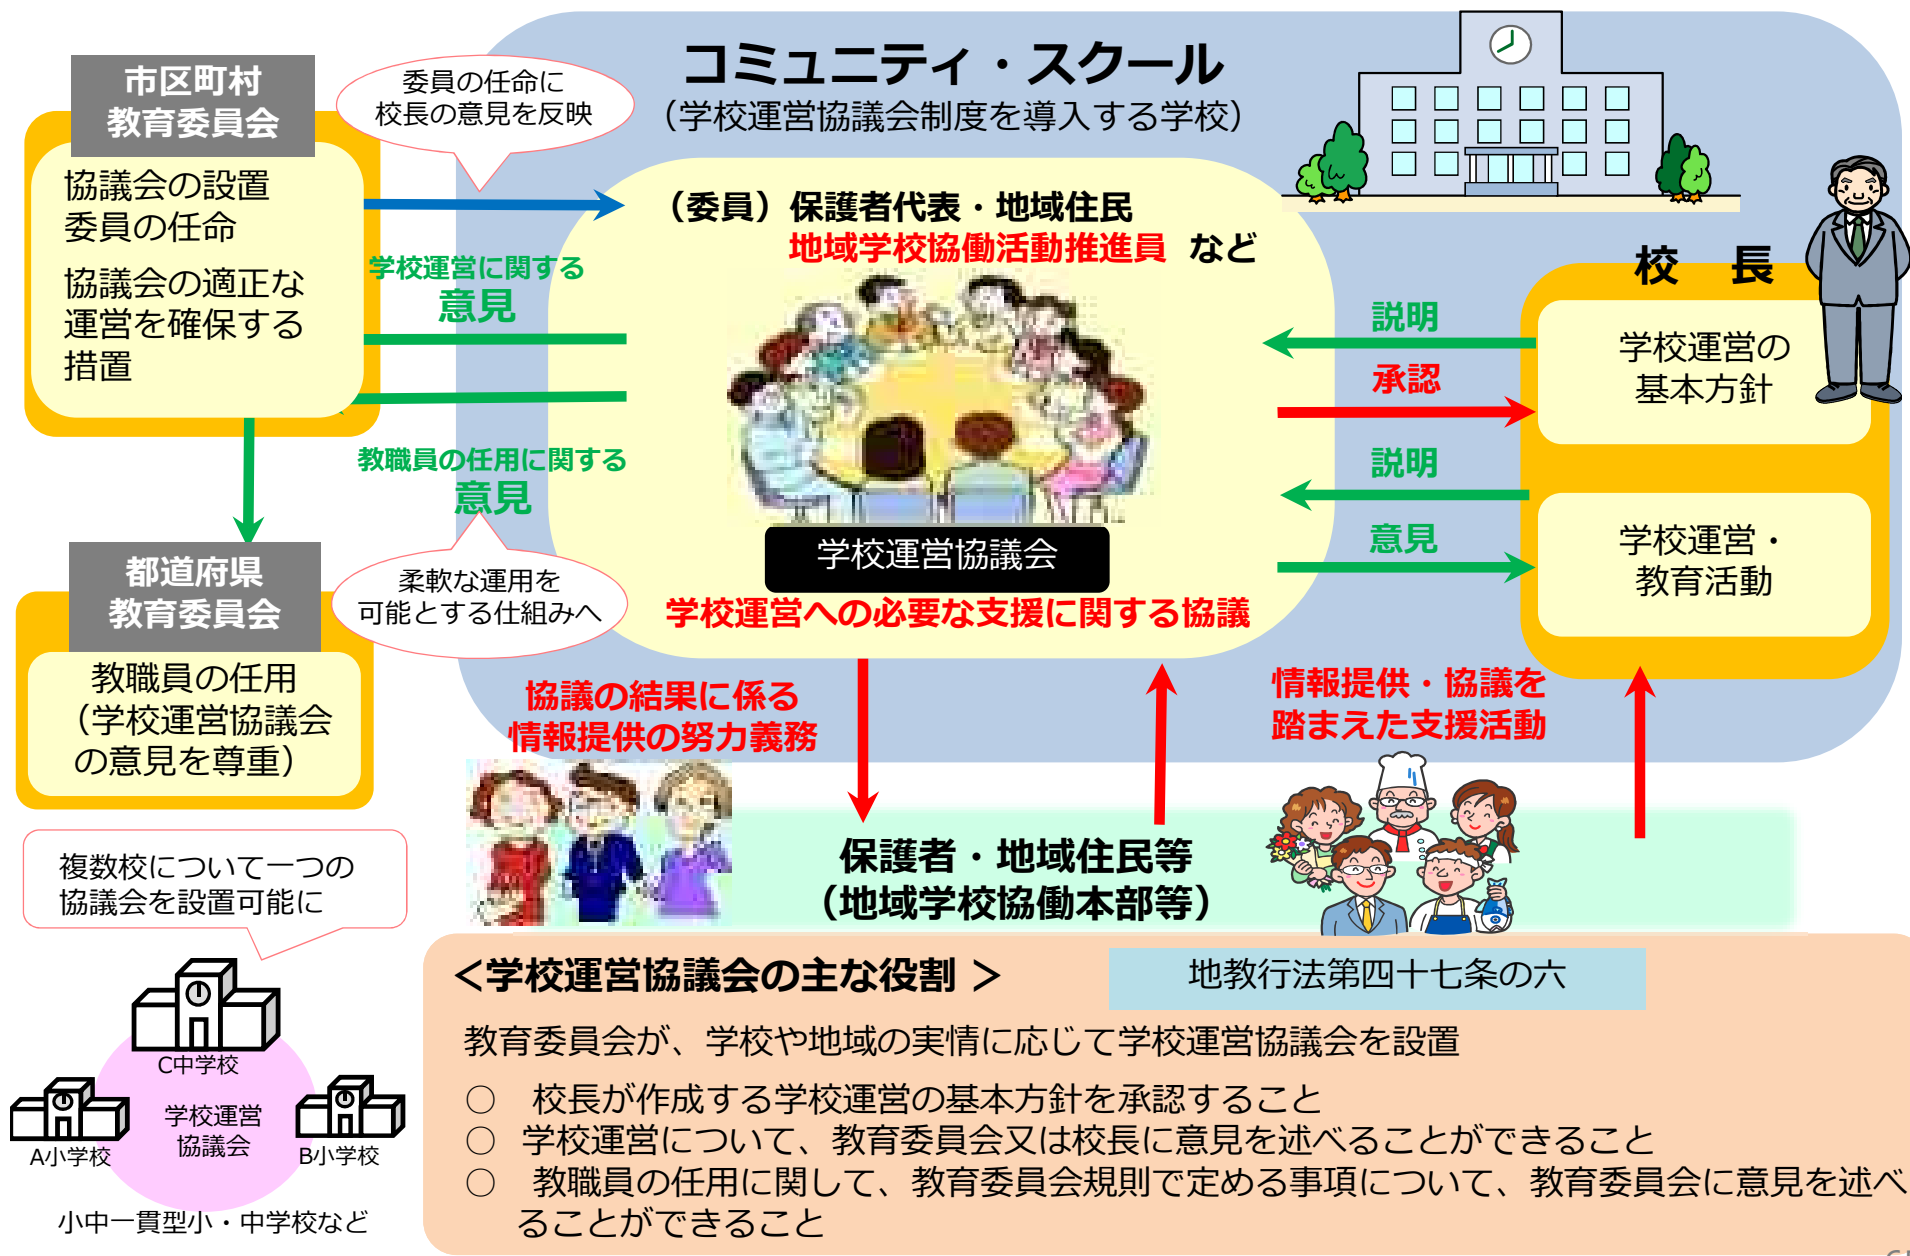 コミュニティ・スクール
（学校運営協議会制度を導入する学校）
市区町村
教育委員会
協議会の設置
委員の任命
協議会の適正な
運営を確保する
措置
委員の任命に
校長の意見を反映
（委員）保護者代表・地域住民
地域学校協働活動推進員 など
学校運営に関する
意見
教職員の任用に関する
意見
柔軟な運用を
可能とする仕組みへ
学校運営協議会
学校運営への必要な支援に関する協議
校 長
説明
承認
説明
意見
学校運営の
基本方針
学校運営・
教育活動
都道府県
教育委員会
教職員の任用
（学校運営協議会
の意見を尊重）
協議の結果に係る
情報提供の努力義務
情報提供・協議を
踏まえた支援活動
保護者・地域住民等
（地域学校協働本部等）
複数校について一つの
協議会を設置可能に
C中学校
学校運営
協議会
A小学校
B小学校
小中一貫型小・中学校など
＜学校運営協議会の主な役割 ＞
地教行法第四十七条の六
教育委員会が、学校や地域の実情に応じて学校運営協議会を設置
○ 校長が作成する学校運営の基本方針を承認すること
○ 学校運営について、教育委員会又は校長に意見を述べることができること
○ 教職員の任用に関して、教育委員会規則で定める事項について、教育委員会に意見を述べ
ることができること